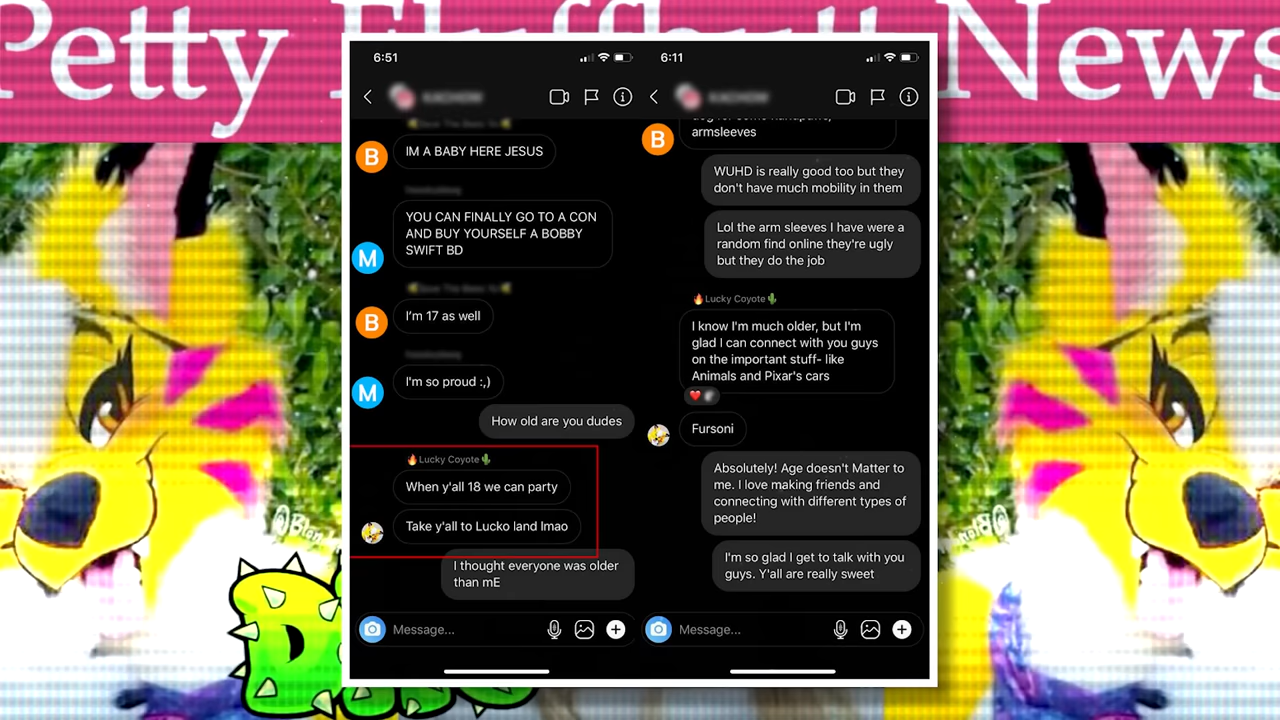 Petty Fluffbutt News
6:51
IM A BABY HERE JESUS
B
YOU CAN FINALLY GO TO A CON
AND BUY YOURSELF A BOBBY
SWIFT BD
M
I'm 17 as well
B
I'm so proud :,)
M
How old are you dudes
🔥Lucky Coyote🌵
When y'all 18 we can party
Take y'all to Lucko land lmao
I thought everyone was older
than mE
Message...
6:11
armsleeves
B
WUHD is really good too but they
don't have much mobility in them
Lol the arm sleeves I have were a
random find online they're ugly
but they do the job
🔥Lucky Coyote🌵
I know I'm much older, but I'm
glad I can connect with you guys
on the important stuff- like
Animals and Pixar's cars
Fursoni
Absolutely! Age doesn't Matter to
me. I love making friends and
connecting with different types of
people!
I'm so glad I get to talk with you
guys. Y'all are really sweet
Message...